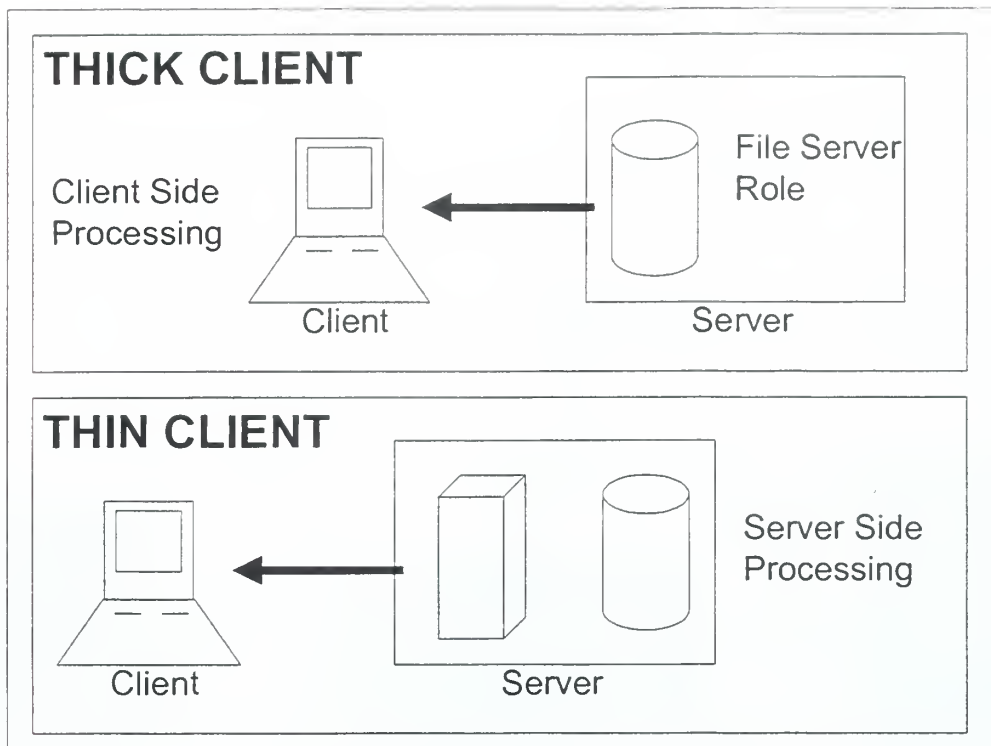 THICK CLIENT
Client Side
Processing
Client
File Server
Role
Server
THIN CLIENT
Client
Server
Server Side
Processing